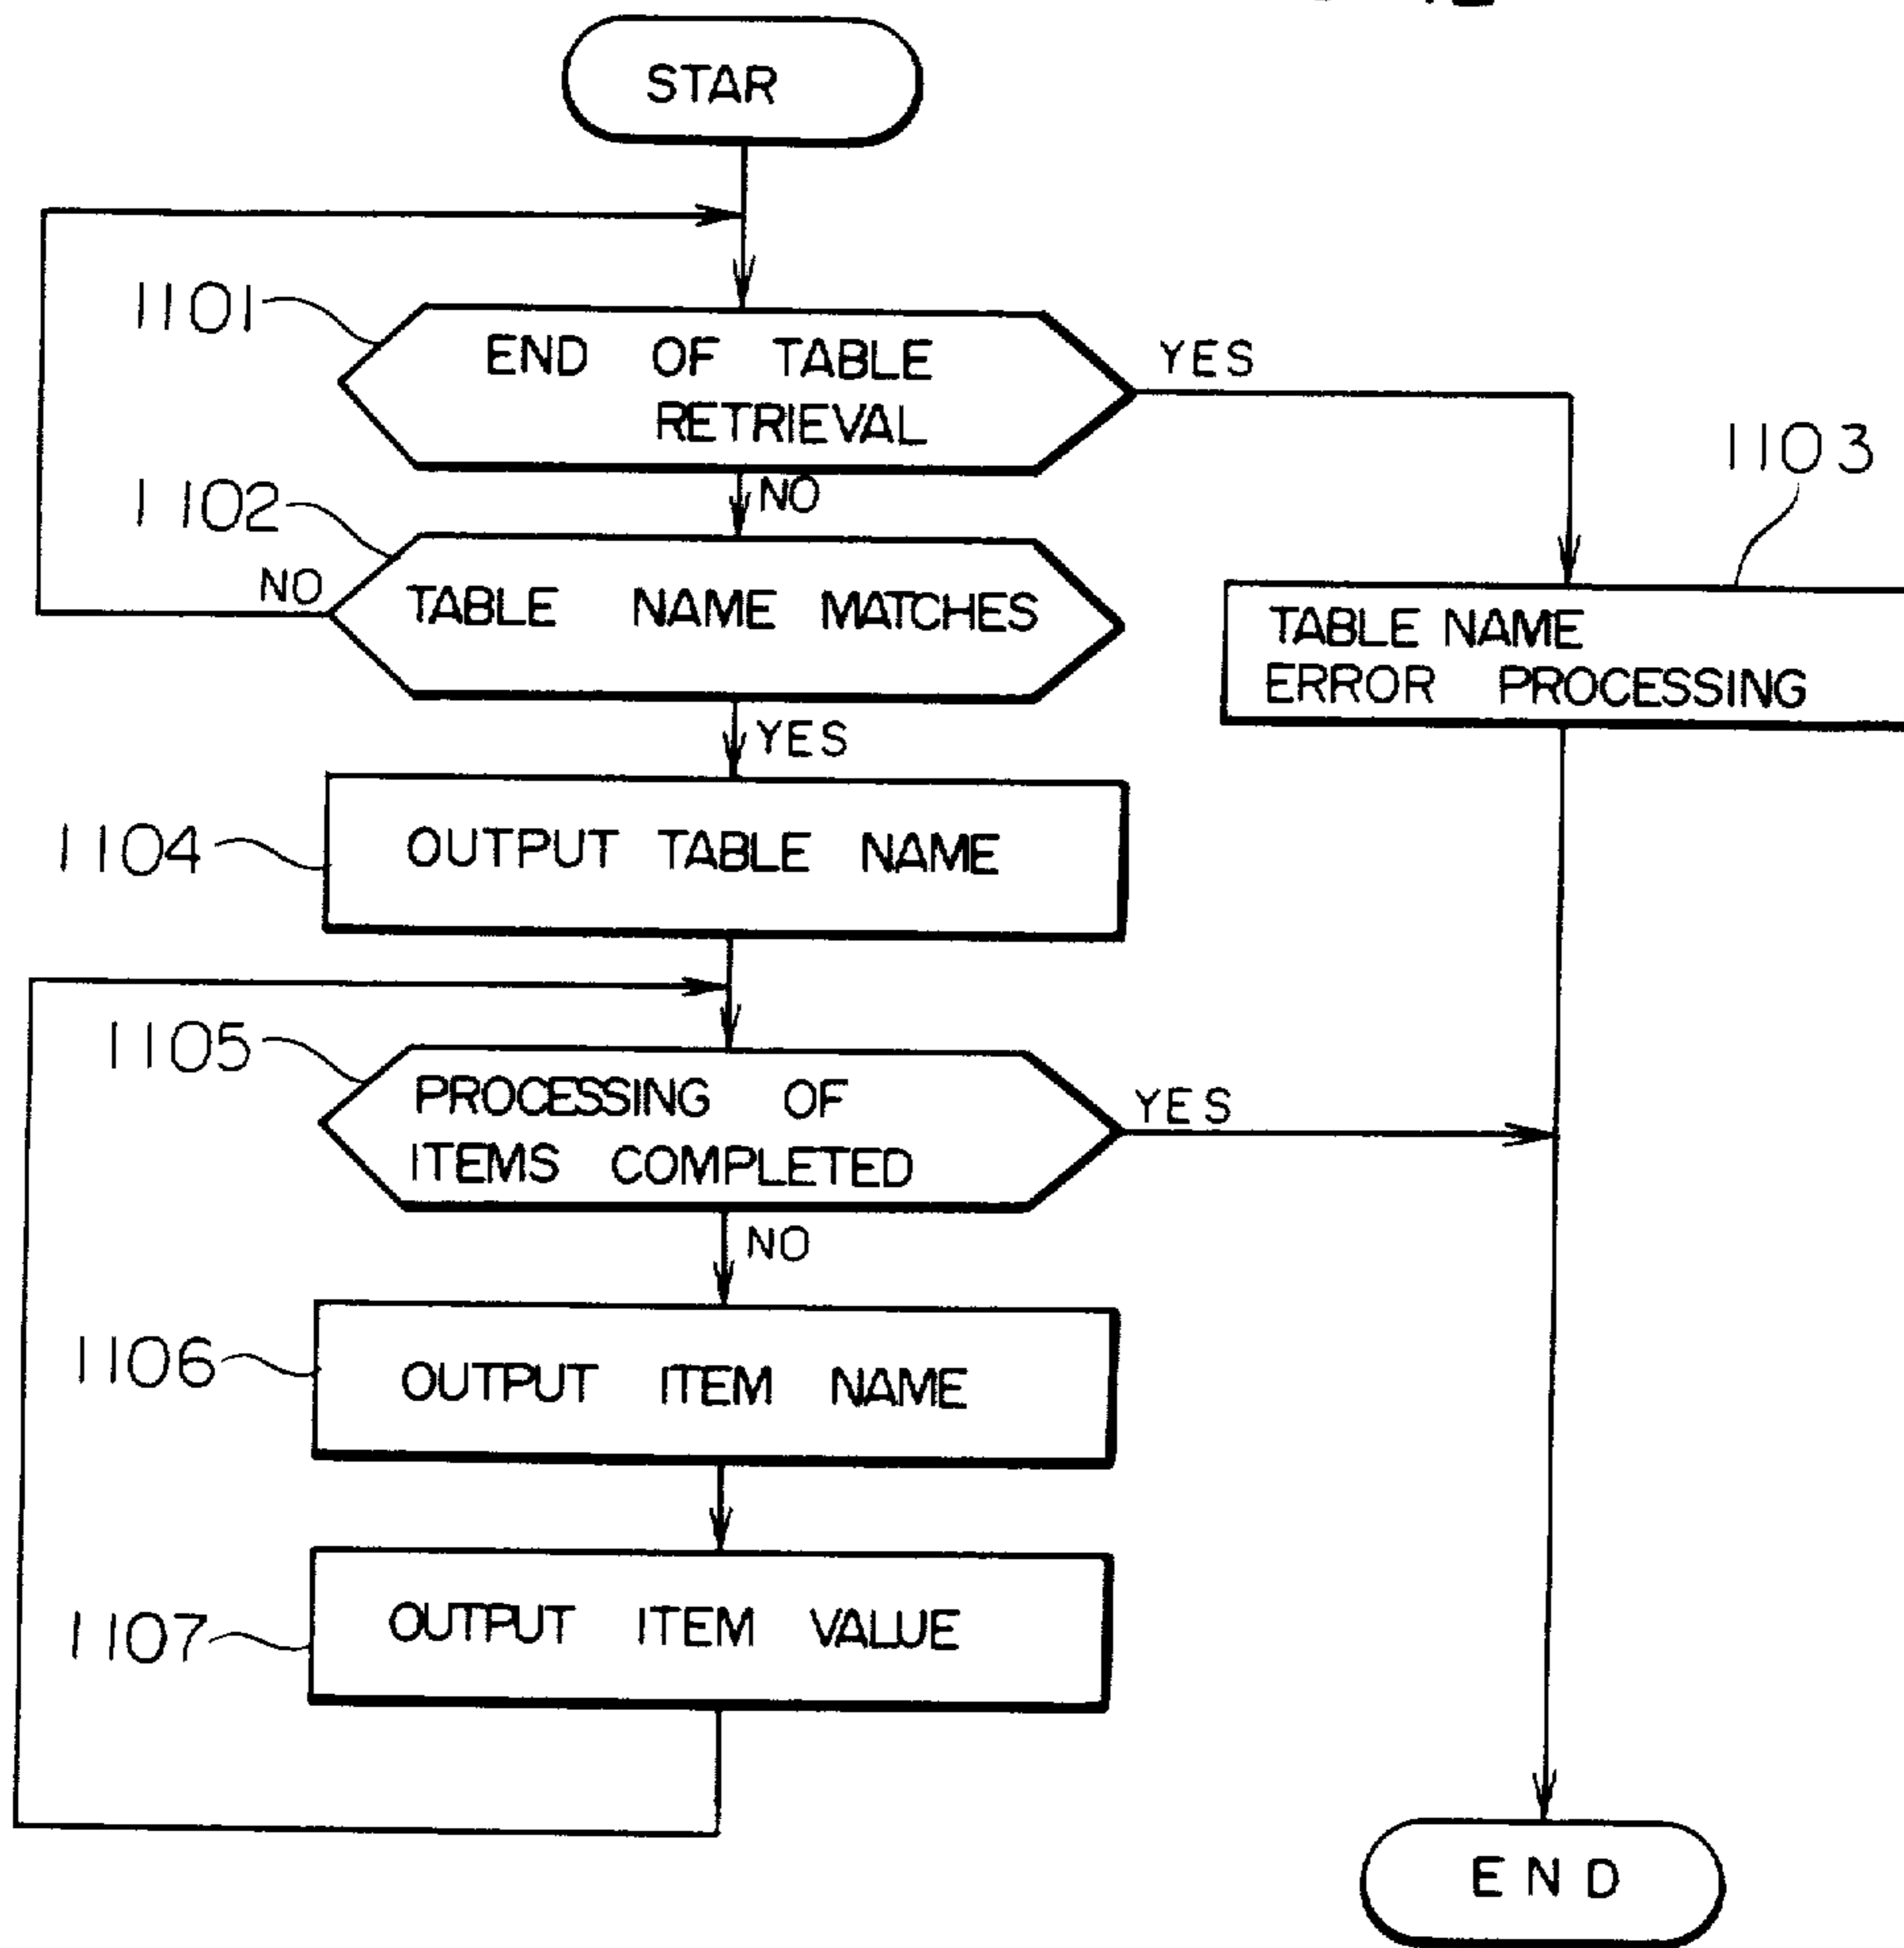 STAR
1101
END OF TABLE
RETRIEVAL
YES
NO
1102
1103
NO
TABLE NAME MATCHES
TABLE NAME
ERROR PROCESSING
YES
1104
OUTPUT TABLE NAME
1105
PROCESSING OF
ITEMS COMPLETED
YES
NO
1106
OUTPUT ITEM NAME
1107
OUTPUT ITEM VALUE
END